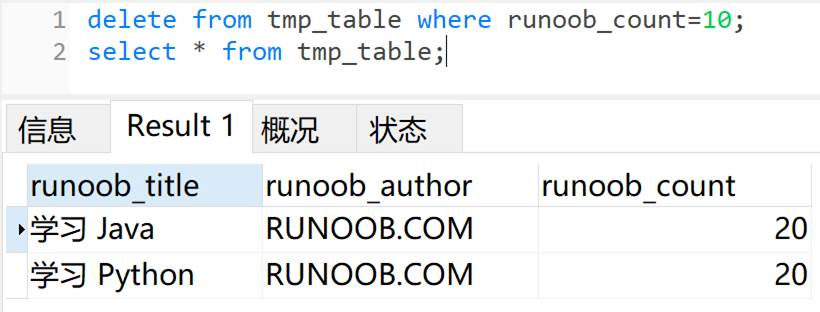 1 delete from tmp_table where runoob_count=10;
2 select * from tmp_table;
信息 Result 1 概况 状态
runoob_title runoob_author runoob_count
学习 Java RUNOOB.COM 20
学习 Python RUNOOB.COM 20